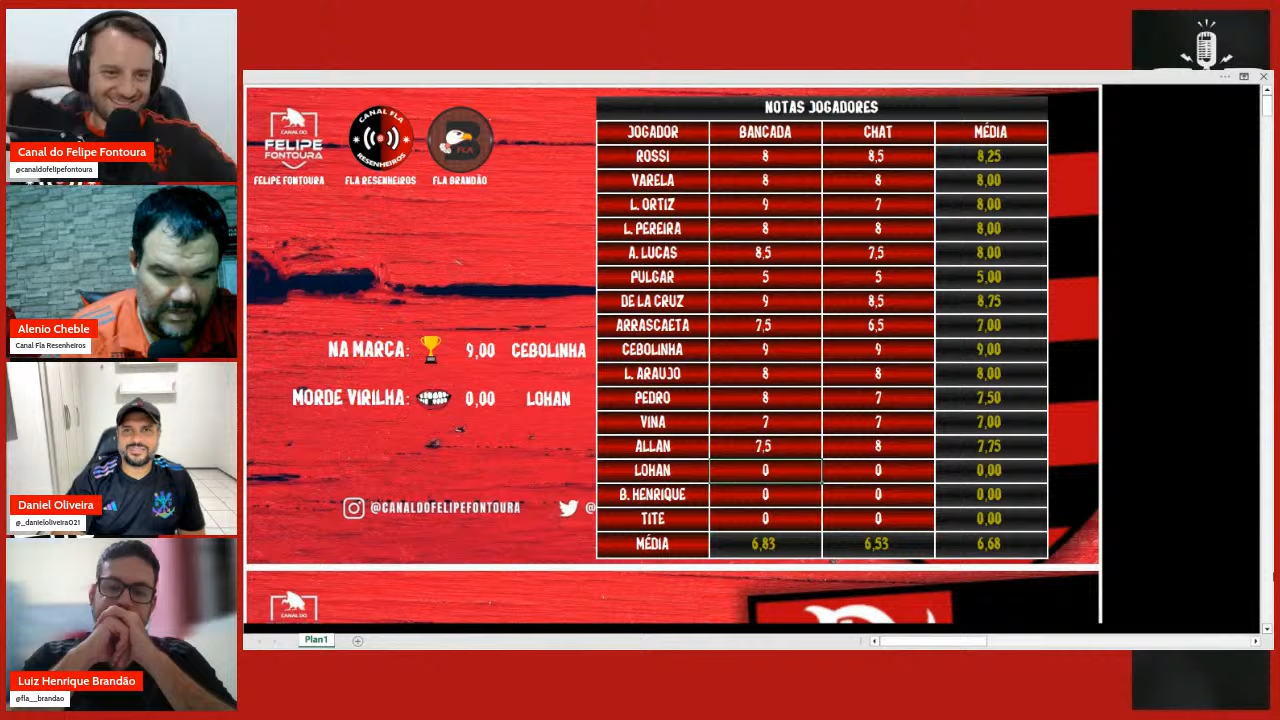 Canal do Felipe Fontoura
@canaldofelipefontoura
Alenio Cheble
Canal Fla Resenheiros
Daniel Oliveira
@_danieloliveira021
Luiz Henrique Brandão
@fla__brandao
CANAL DO
FELIPE
FONTOURA
CANAL FLA
RESENHEIROS
FLA
FELIPE FONTOURA
FLA RESENHEIROS
FLA BRANDÃO
NA MARCA: 9,00 CEBOLINHA
MORDE VIRILHA: 0,00 LOHAN
@CANALDOFELIPEFONTOURA
@
NOTAS JOGADORES
JOGADOR BANCADA CHAT MÉDIA
ROSSI 8 8,5 8,25
VARELA 8 8 8,00
L. ORTIZ 9 7 8,00
L. PEREIRA 8 8 8,00
A. LUCAS 8,5 7,5 8,00
PULGAR 5 5 5,00
DE LA CRUZ 9 8,5 8,75
ARRASCAETA 7,5 6,5 7,00
CEBOLINHA 9 9 9,00
L. ARAUJO 8 8 8,00
PEDRO 8 7 7,50
VINA 7 7 7,00
ALLAN 7,5 8 7,75
LOHAN 0 0 0,00
B. HENRIQUE 0 0 0,00
TITE 0 0 0,00
MÉDIA 6,83 6,53 6,68
CANAL DO
Plan1